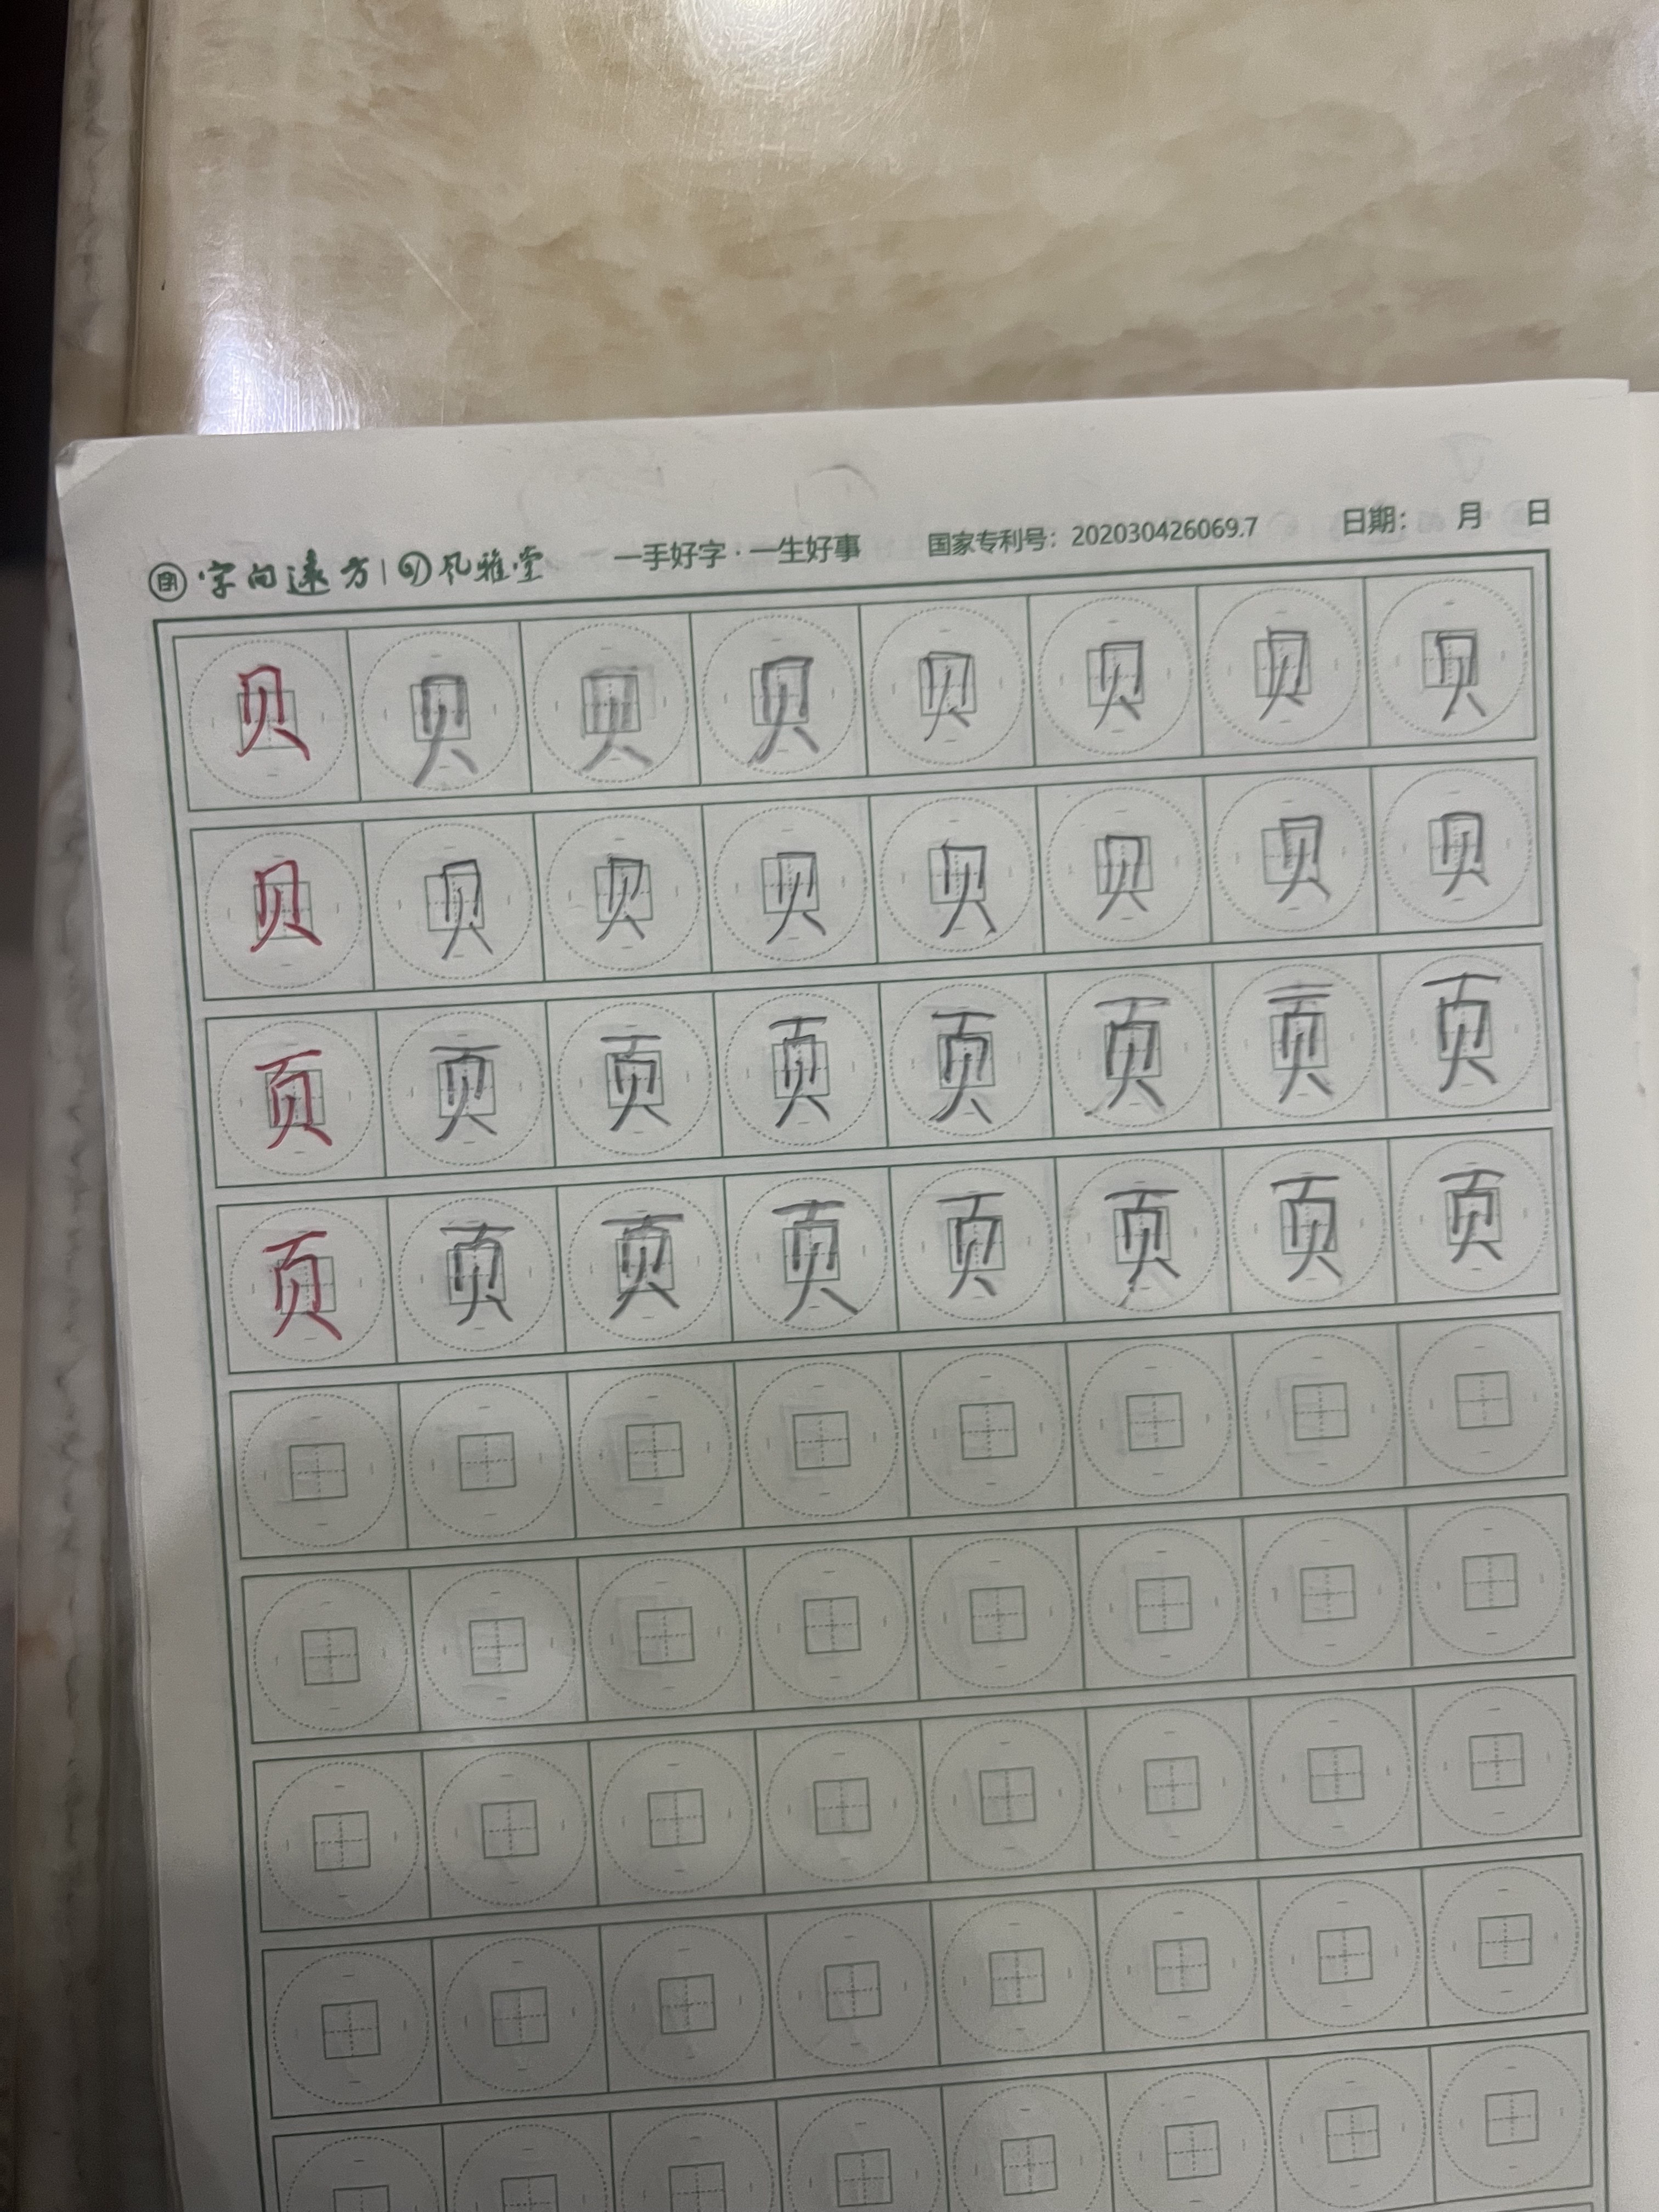 字 字向远方 | 风雅堂 一手好字·一生好事 国家专利号：202030426069.7 日期： 月 日
贝 贝 贝 贝 贝 贝 贝 贝
贝 贝 贝 贝 贝 贝 贝 贝
页 页 页 页 页 页 页 页
页 页 页 页 页 页 页 页